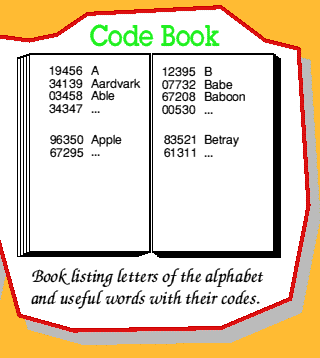 Code Book
19456 A
34139 Aardvark
03458 Able
34347 ...
96350 Apple
67295 ...
12395 B
07732 Babe
67208 Baboon
00530 ...
83521 Betray
61311 ...
Book listing letters of the alphabet
and useful words with their codes.